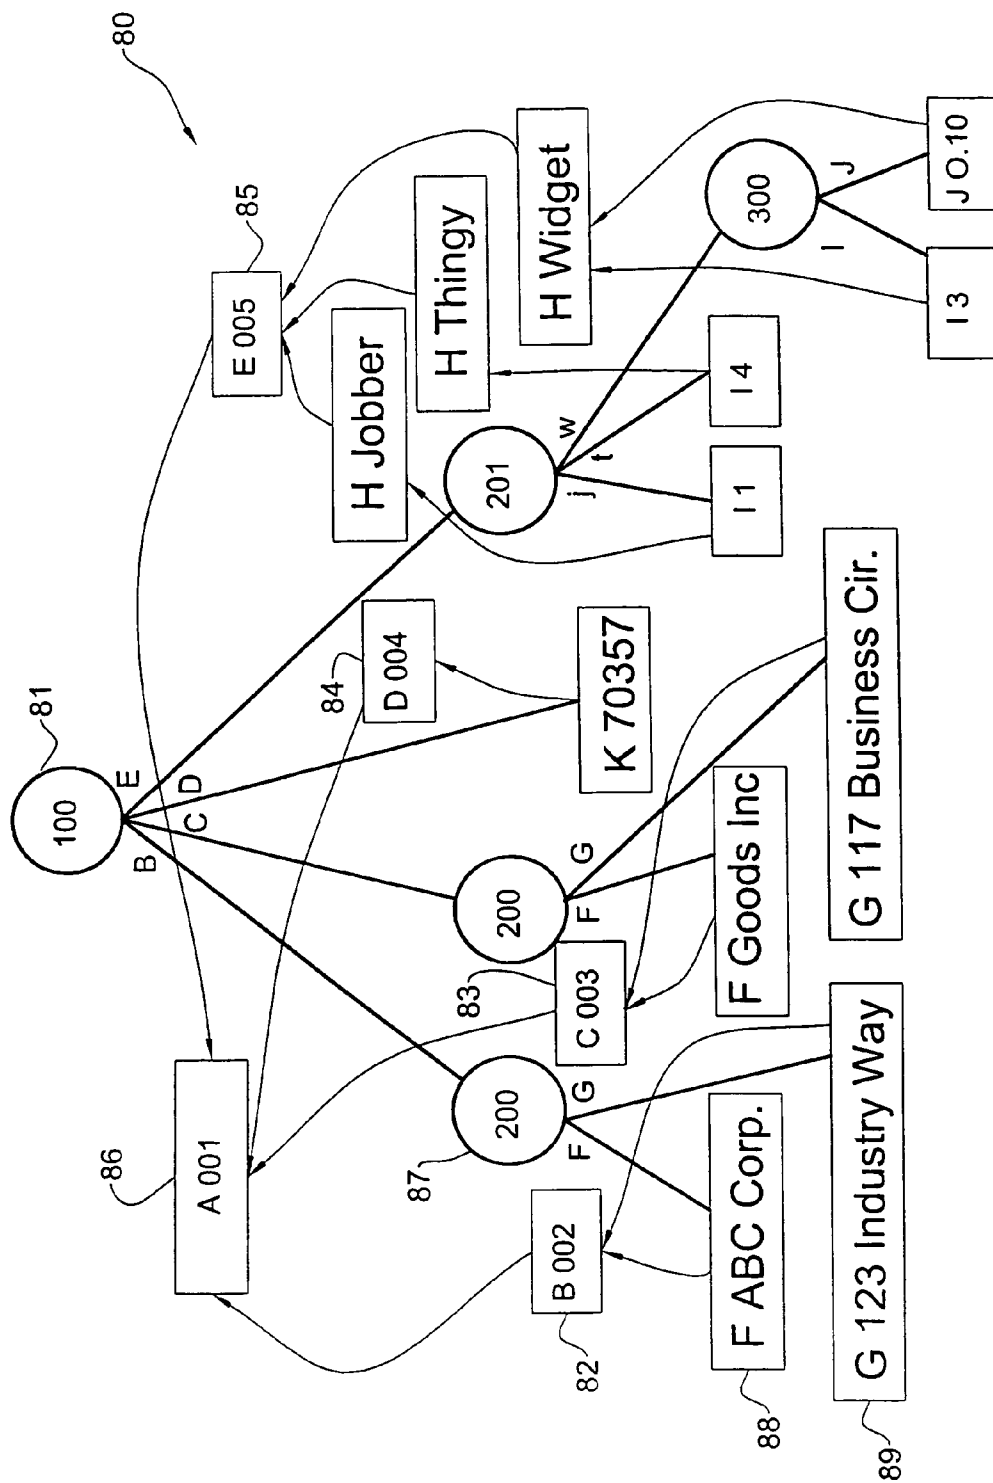 80
81
100
B
E
86
C
D
A 001
E 005
85
84
H Jobber
D 004
87
83
H Thingy
200
200
201
B 002
C 003
H Widget
F
G
F
G
j
t
w
82
K 70357
F ABC Corp.
F Goods Inc
I 1
I 4
300
88
I
J
G 123 Industry Way
G 117 Business Cir.
89
I 3
J O.10